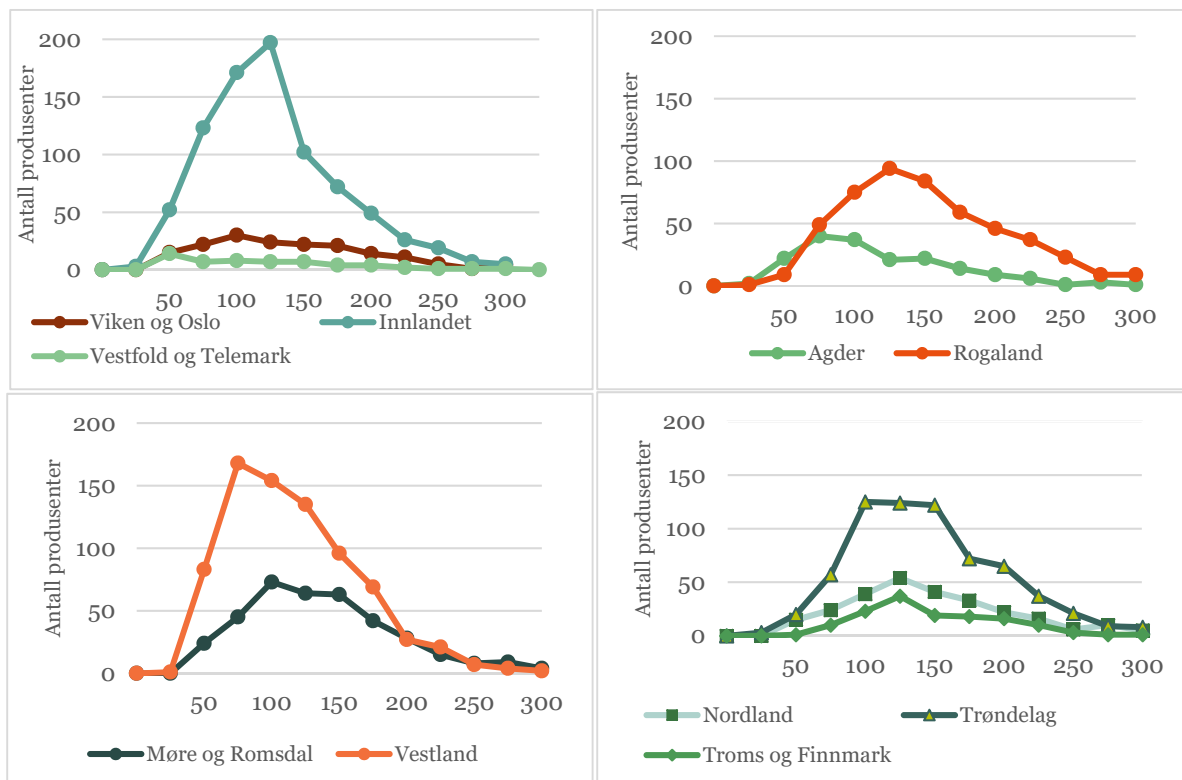 Antall produsenter
200
150
100
50
0
50 100 150 200 250 300
Viken og Oslo Innlandet
Vestfold og Telemark
Antall produsenter
200
150
100
50
0
50 100 150 200 250 300
Agder Rogaland
Antall produsenter
200
150
100
50
0
50 100 150 200 250 300
Møre og Romsdal Vestland
Antall produsenter
200
150
100
50
0
50 100 150 200 250 300
Nordland Trøndelag
Troms og Finnmark